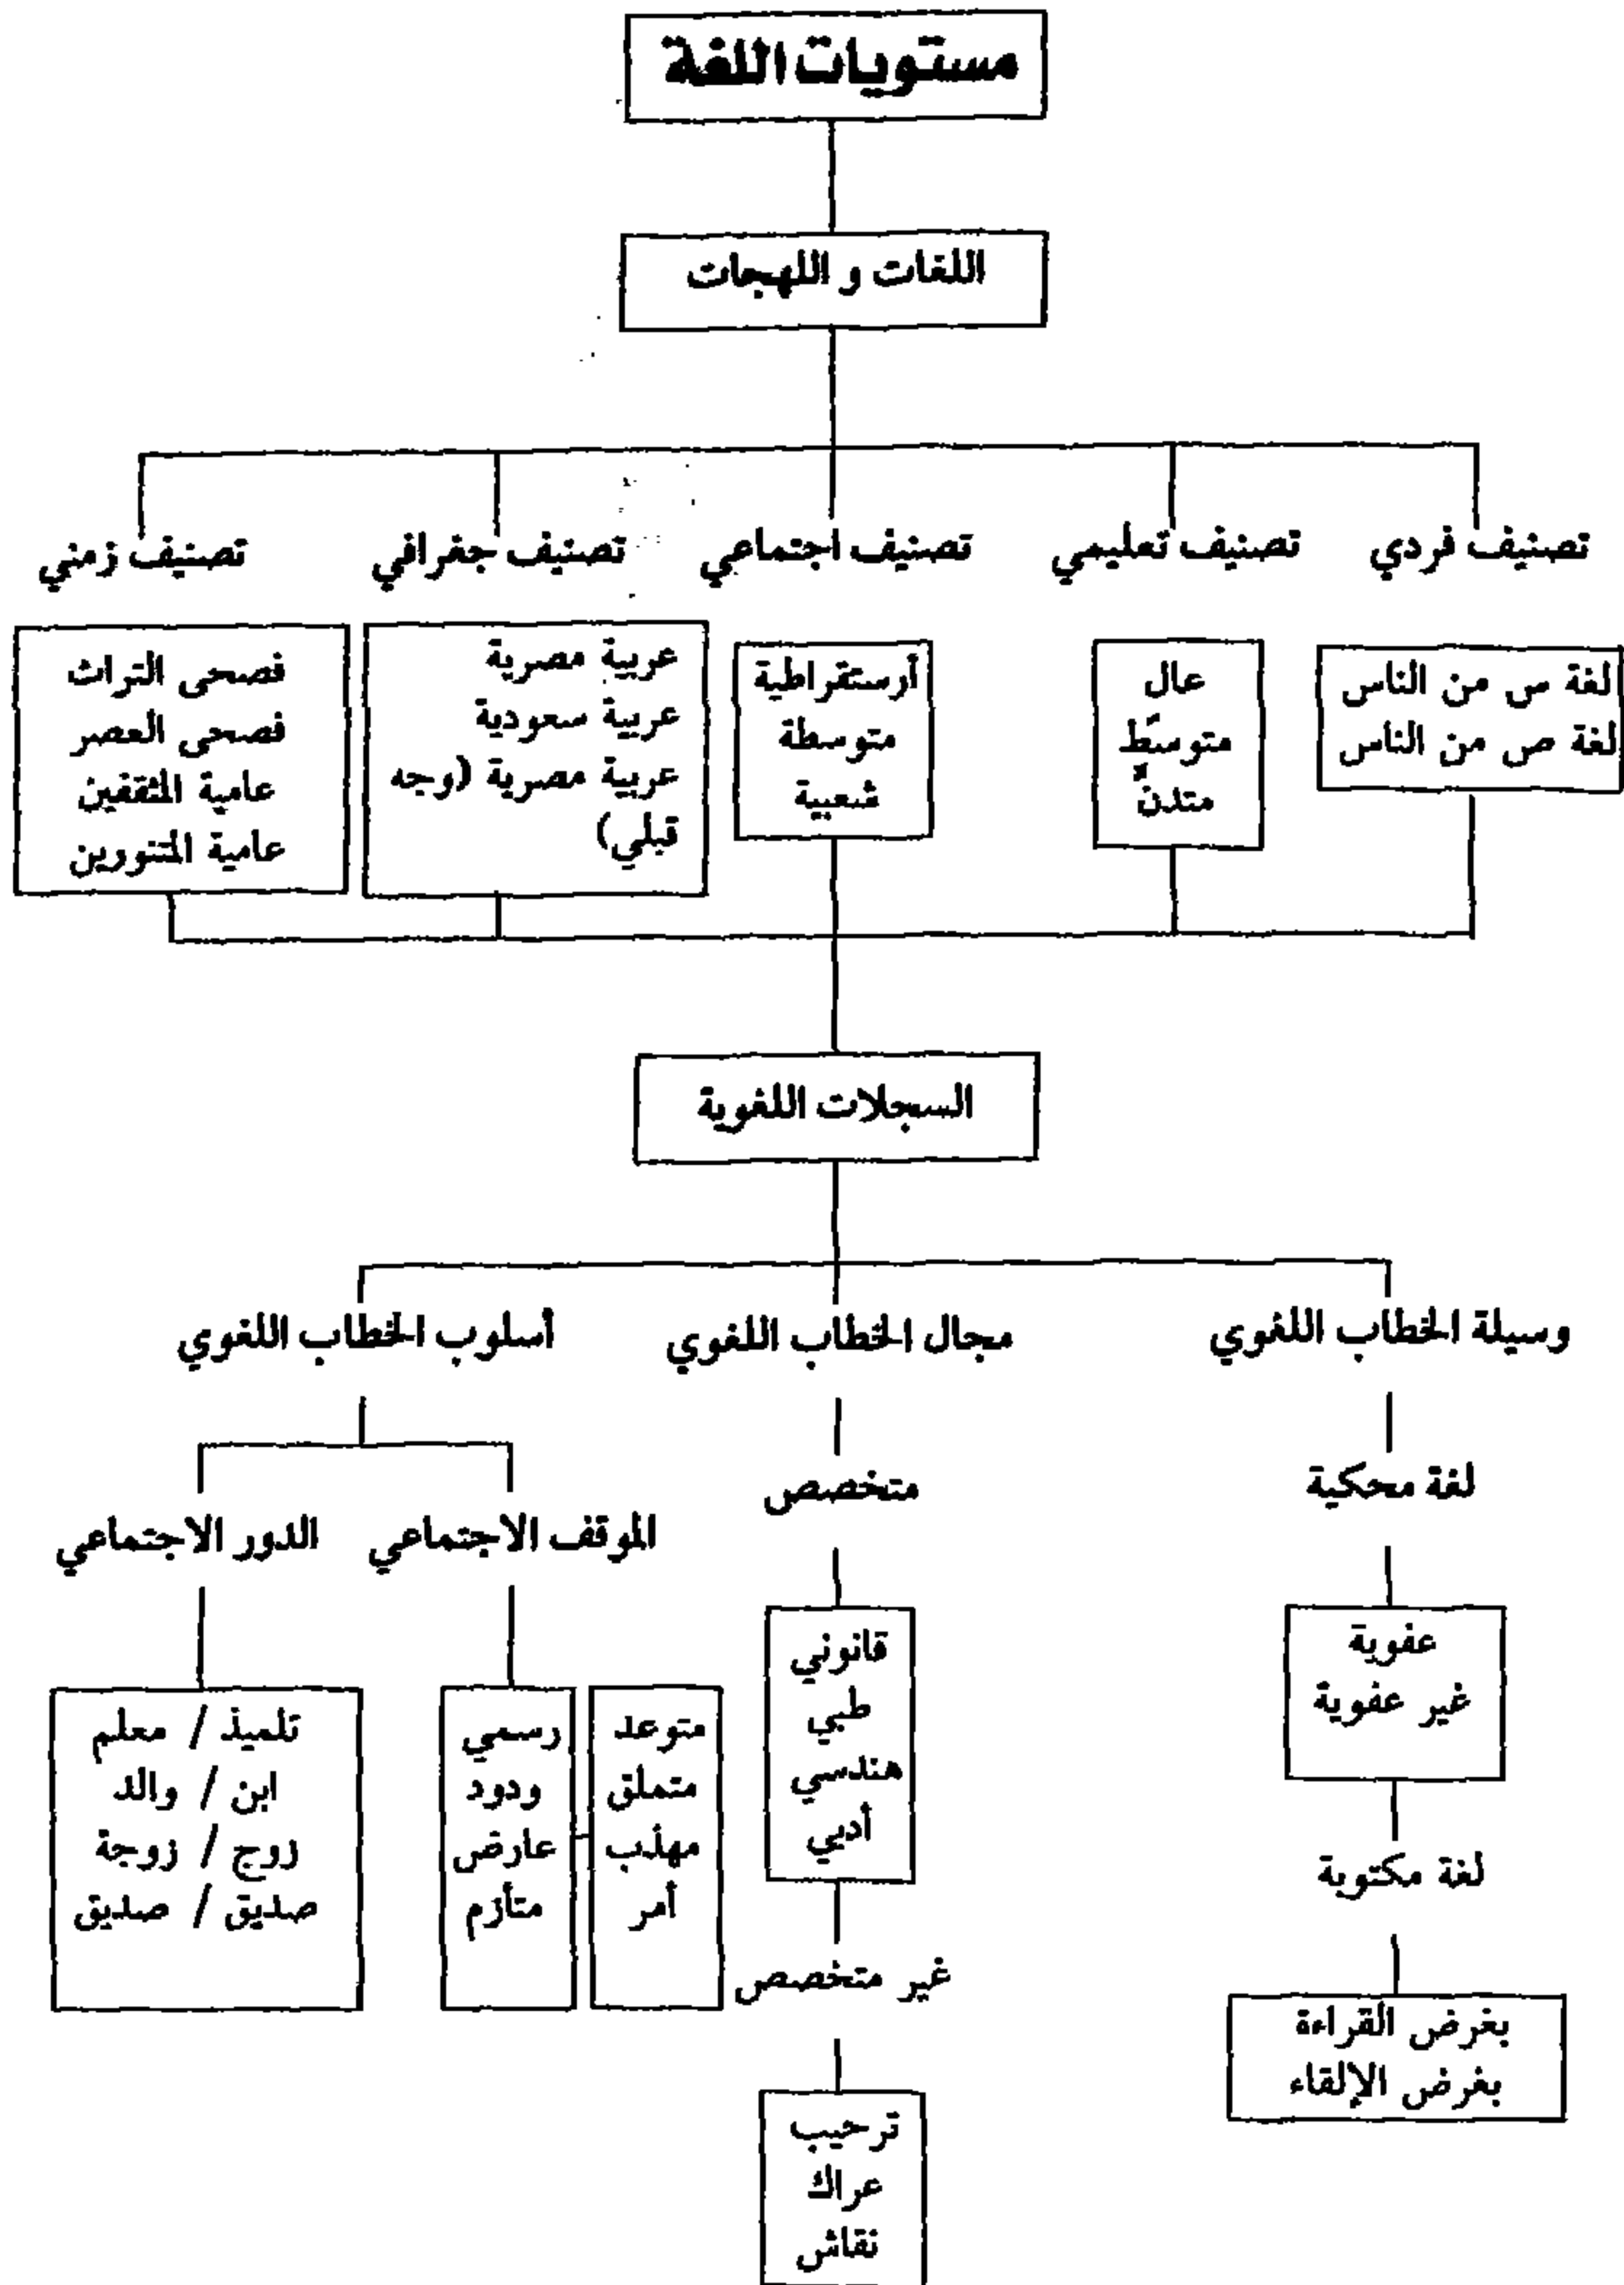 مستويات اللغة
اللغات و اللهجات
تصنيف فردي
تصنيف تعليمي
تصنيف اجتماعي
تصنيف جغرافي
تصنيف زمني
لغة س من الناس
لغة ص من الناس
عال
متوسّط
متدنٍّ
أرستقراطية
متوسطة
شعبية
عربية مصرية
عربية سعودية
عربية مصرية (وجه
قبلي)
فصحى التراث
فصحى العصر
عامية المثقفين
عامية المتنورين
السجلات اللغوية
وسيلة الخطاب اللغوي
مجال الخطاب اللغوي
أسلوب الخطاب اللغوي
لغة محكية
عفوية
غير عفوية
لغة مكتوبة
بغرض القراءة
بغرض الإلقاء
متخصص
قانوني
طبي
هندسي
أدبي
غير متخصص
ترحيب
عراك
نقاش
الموقف الاجتماعي
الدور الاجتماعي
متوعد
متملق
مهذب
أمر
رسمي
ودود
عارض
متأزم
تلميذ / معلم
ابن / والد
زوج / زوجة
صديق / صديق